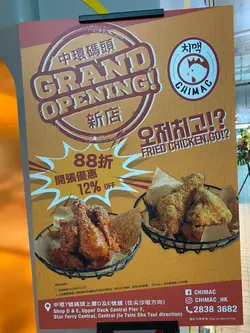 中環碼頭
GRAND
OPENING!
新店
치맥
CHIMAC
오저치고!?
FRIED CHICKEN, GO!?
88折
開張優惠
12% OFF
中環7號碼頭上層D及E號舖 (往尖沙咀方向)
Shop D & E, Upper Deck Central Pier 7,
Star Ferry Central, Central (to Tsim Sha Tsui direction)
CHIMAC
CHIMAC_HK
2838 3682